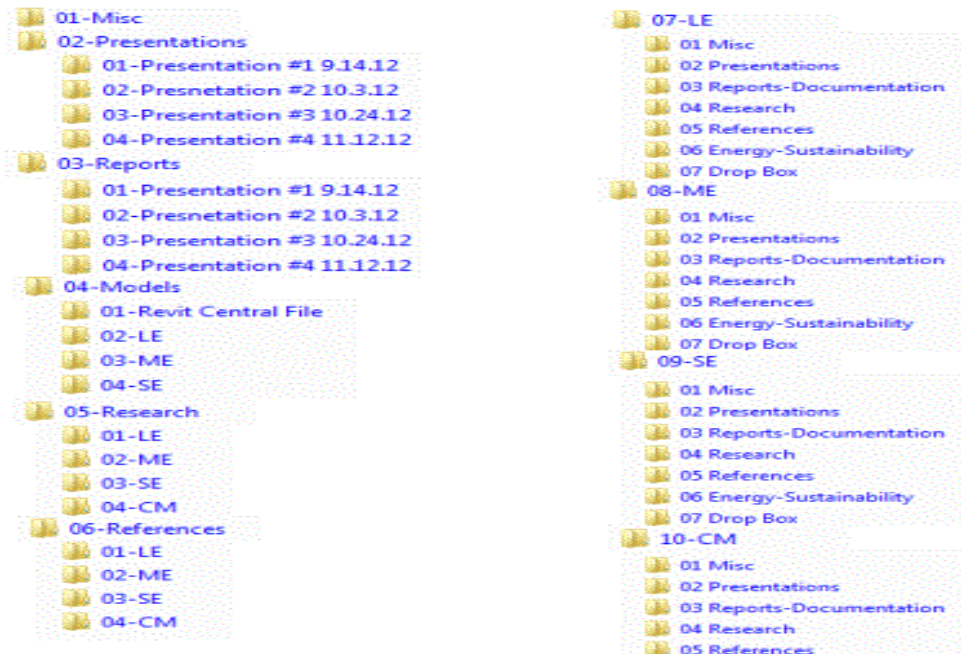 01-Misc
02-Presentations
01-Presentation #1 9.14.12
02-Presnetation #2 10.3.12
03-Presentation #3 10.24.12
04-Presentation #4 11.12.12
03-Reports
01-Presentation #1 9.14.12
02-Presnetation #2 10.3.12
03-Presentation #3 10.24.12
04-Presentation #4 11.12.12
04-Models
01-Revit Central File
02-LE
03-ME
04-SE
05-Research
01-LE
02-ME
03-SE
04-CM
06-References
01-LE
02-ME
03-SE
04-CM
07-LE
01 Misc
02 Presentations
03 Reports-Documentation
04 Research
05 References
06 Energy-Sustainability
07 Drop Box
08-ME
01 Misc
02 Presentations
03 Reports-Documentation
04 Research
05 References
06 Energy-Sustainability
07 Drop Box
09-SE
01 Misc
02 Presentations
03 Reports-Documentation
04 Research
05 References
06 Energy-Sustainability
07 Drop Box
10-CM
01 Misc
02 Presentations
03 Reports-Documentation
04 Research
05 References